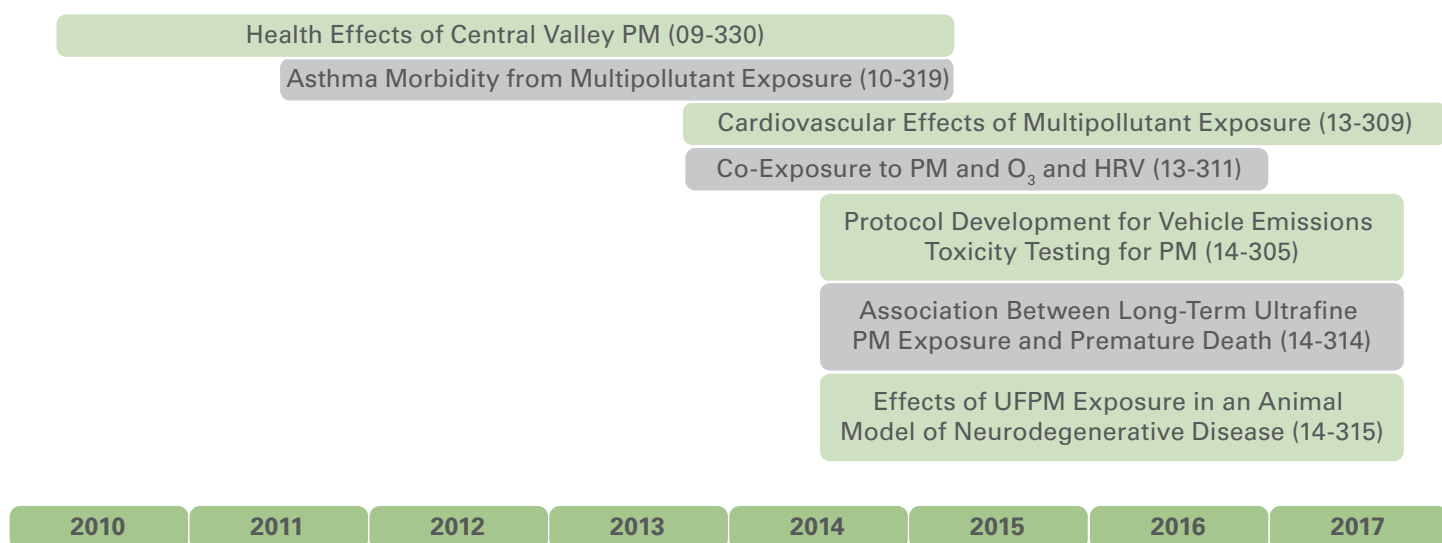 Health Effects of Central Valley PM (09-330)
Asthma Morbidity from Multipollutant Exposure (10-319)
Cardiovascular Effects of Multipollutant Exposure (13-309)
Co-Exposure to PM and O₃ and HRV (13-311)
Protocol Development for Vehicle Emissions
Toxicity Testing for PM (14-305)
Association Between Long-Term Ultrafine
PM Exposure and Premature Death (14-314)
Effects of UFPM Exposure in an Animal
Model of Neurodegenerative Disease (14-315)
2010 2011 2012 2013 2014 2015 2016 2017